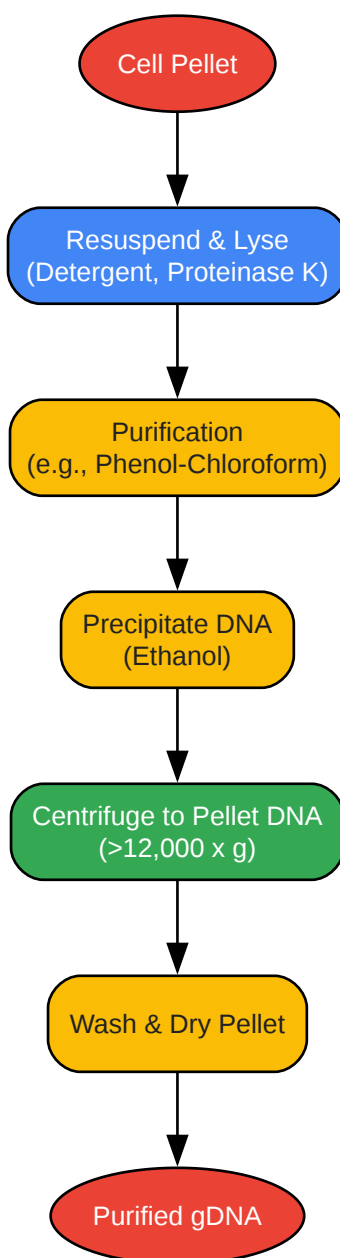 Cell Pellet
Resuspend & Lyse
(Detergent, Proteinase K)
Purification
(e.g., Phenol-Chloroform)
Precipitate DNA
(Ethanol)
Centrifuge to Pellet DNA
(>12,000 x g)
Wash & Dry Pellet
Purified gDNA